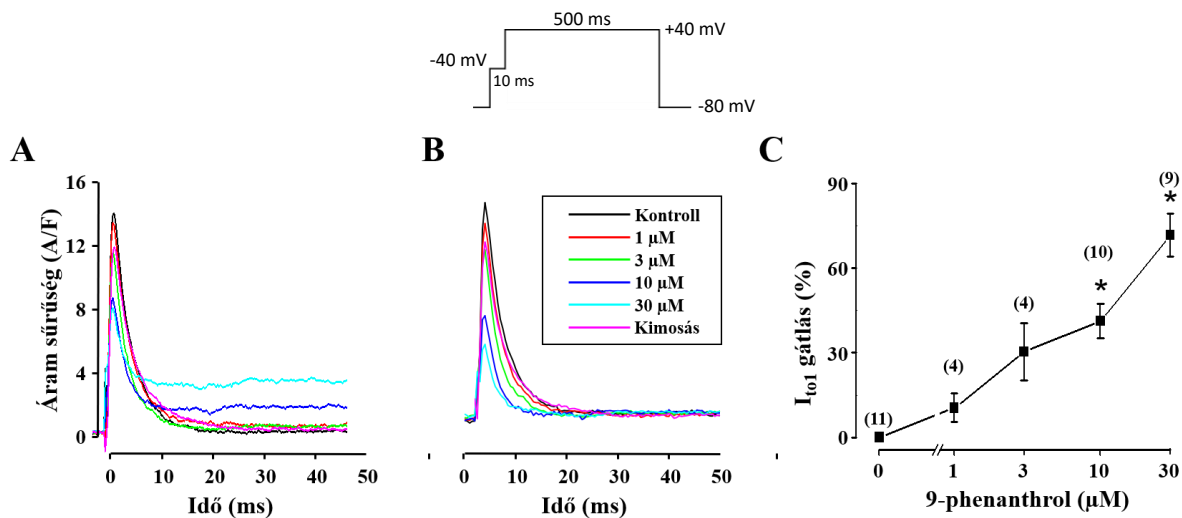 500 ms
+40 mV
-40 mV
10 ms
-80 mV
A
B
C
Áram sűrűség (A/F)
16
12
8
4
0
0 10 20 30 40 50
Idő (ms)
Kontroll
1 µM
3 µM
10 µM
30 µM
Kimosás
0 10 20 30 40 50
Idő (ms)
Ito1 gátlás (%)
90
60
30
0
(11)
(4)
(4)
(10)
*
(9)
*
0 1 3 10 30
9-phenanthrol (µM)